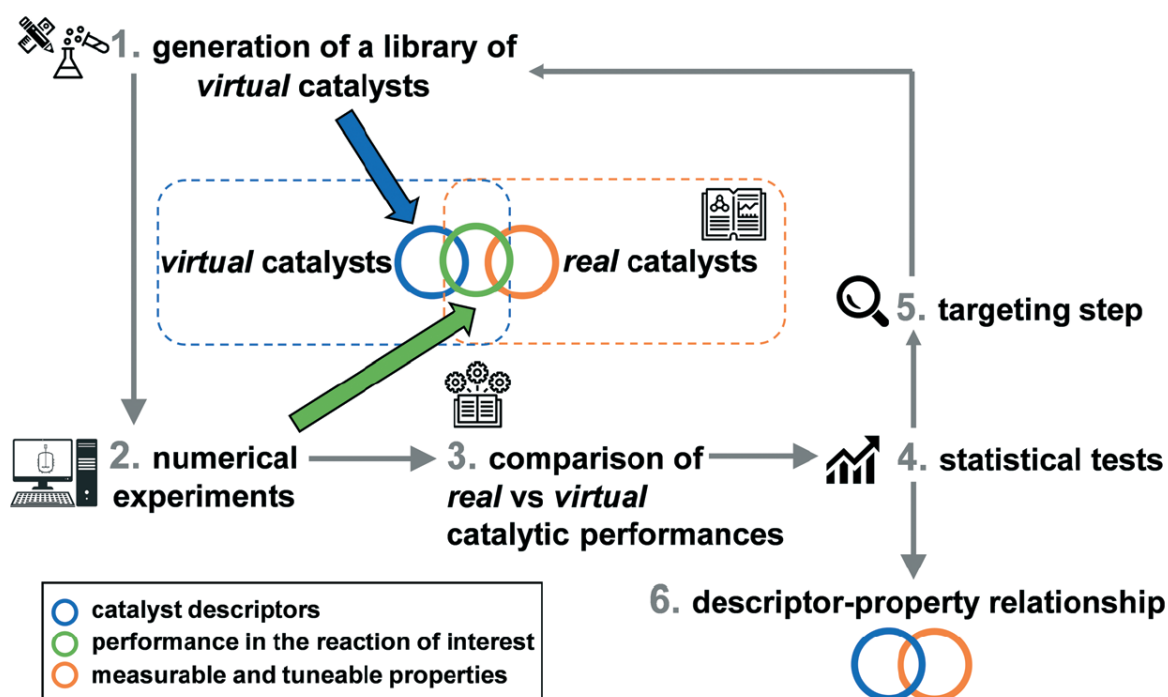 1. generation of a library of
virtual catalysts
virtual catalysts
real catalysts
5. targeting step
2. numerical
experiments
3. comparison of
real vs virtual
catalytic performances
4. statistical tests
6. descriptor-property relationship
catalyst descriptors
performance in the reaction of interest
measurable and tuneable properties